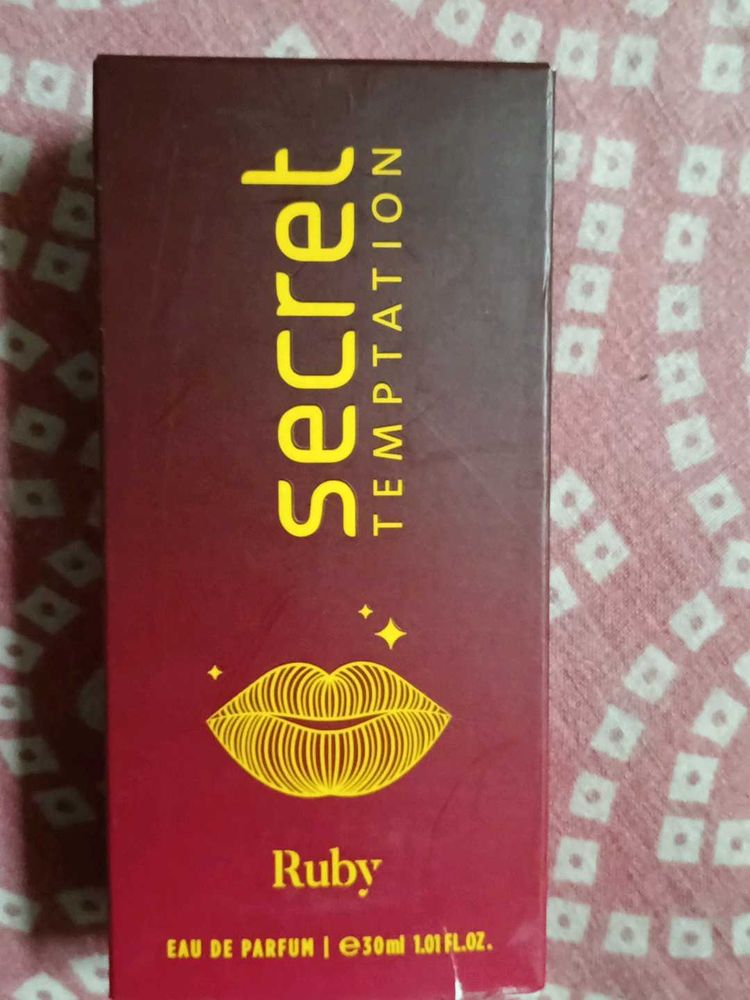 secret
TEMPTATION
Ruby
EAU DE PARFUM | ℮30ml 1.01 FL.OZ.